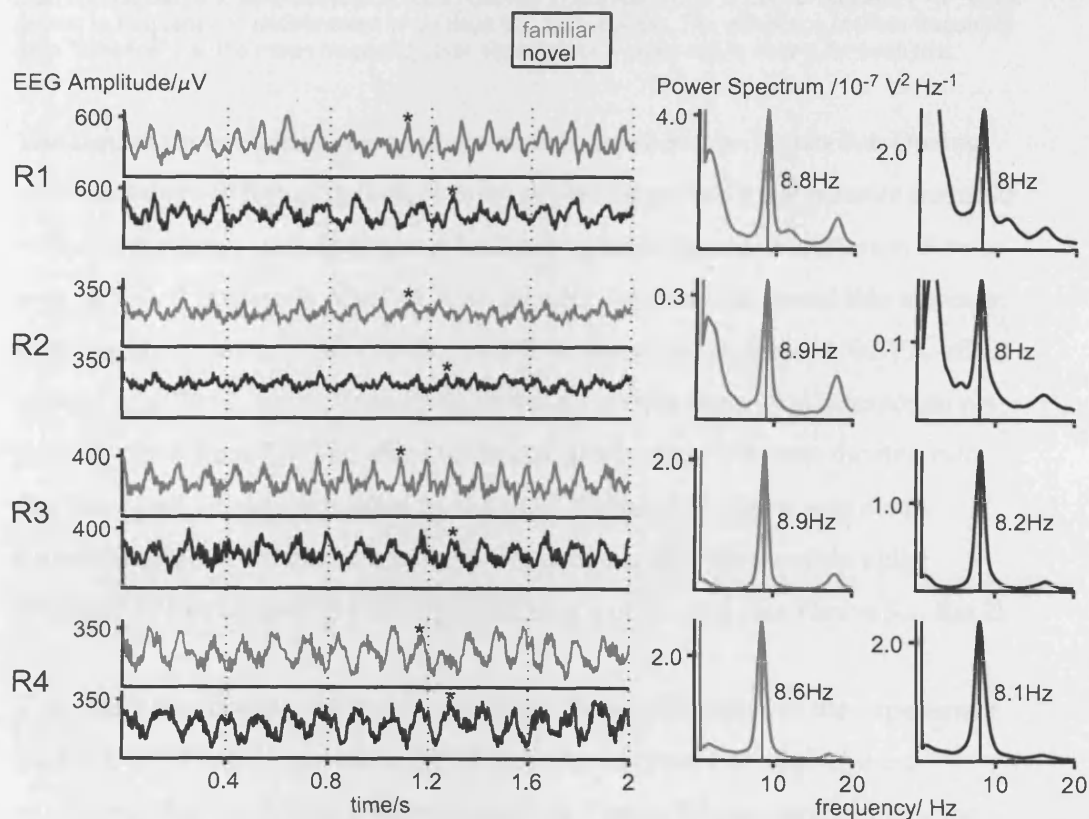 familiar
novel
EEG Amplitude/μV
Power Spectrum /10⁻⁷ V² Hz⁻¹
R1
600
*
600
*
4.0
8.8Hz
2.0
8Hz
R2
350
*
350
*
0.3
8.9Hz
0.1
8Hz
R3
400
*
400
*
2.0
8.9Hz
1.0
8.2Hz
R4
350
*
350
*
2.0
8.6Hz
2.0
8.1Hz
0.4 0.8 1.2 1.6 2
time/s
10 20
10 20
frequency/ Hz